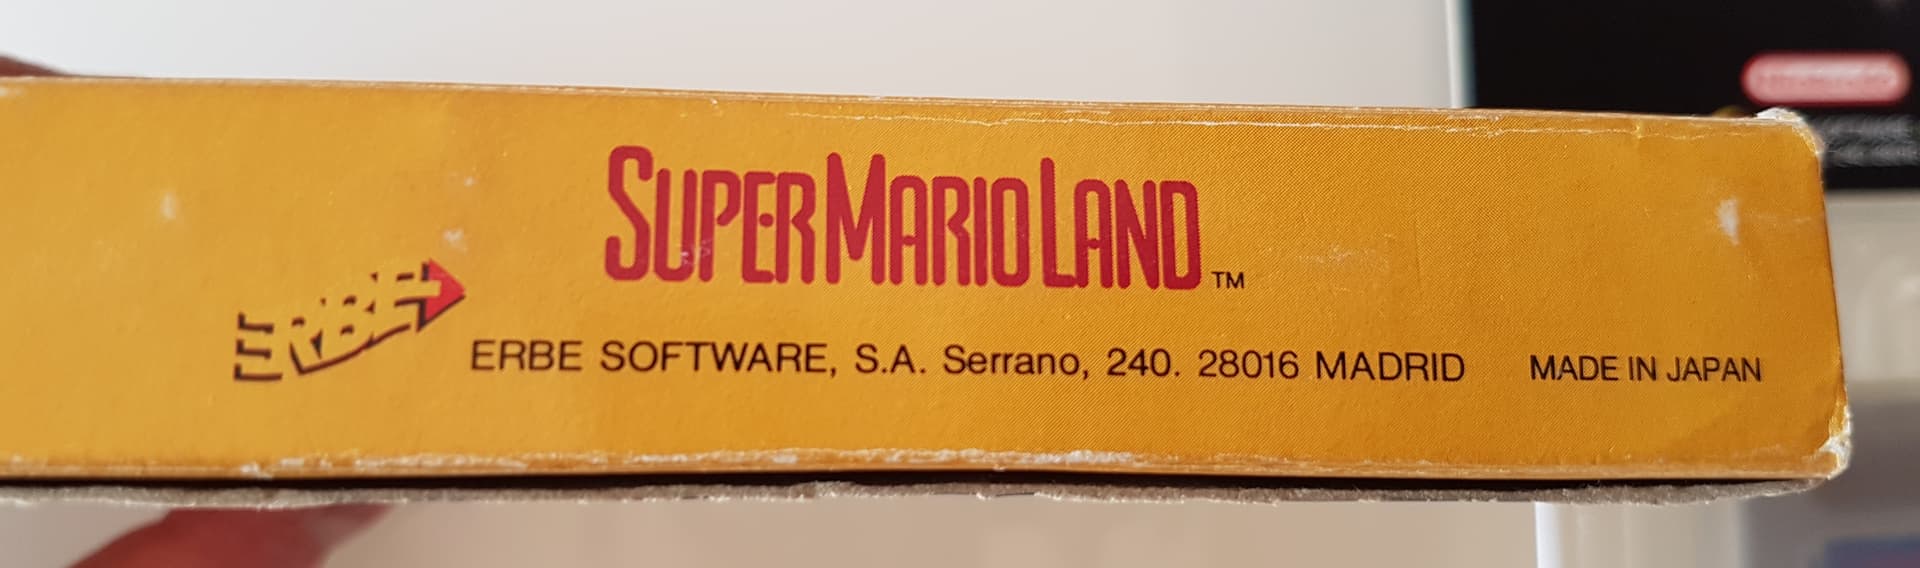 SUPER MARIO LAND™
ERBE
ERBE SOFTWARE, S.A. Serrano, 240. 28016 MADRID MADE IN JAPAN